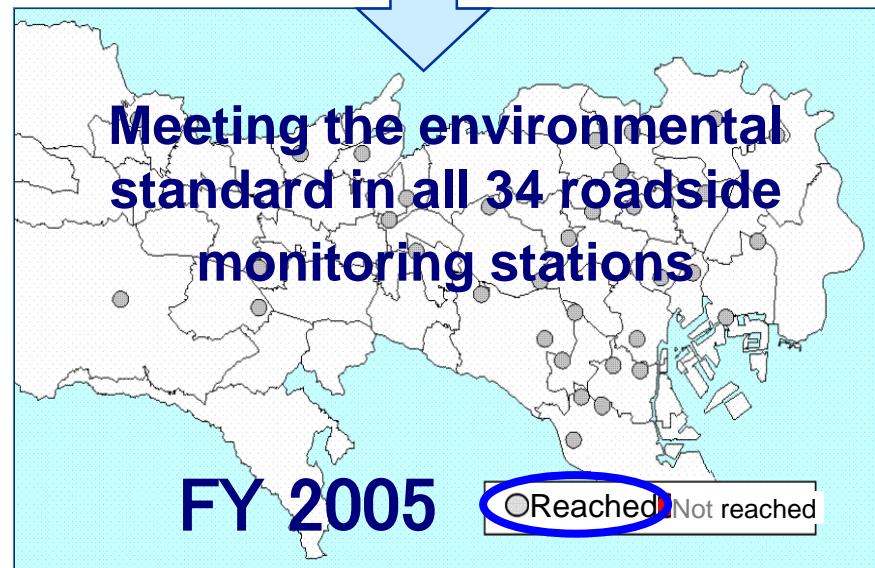 Meeting the environmental
standard in all 34 roadside
monitoring stations
FY 2005
Reached Not reached